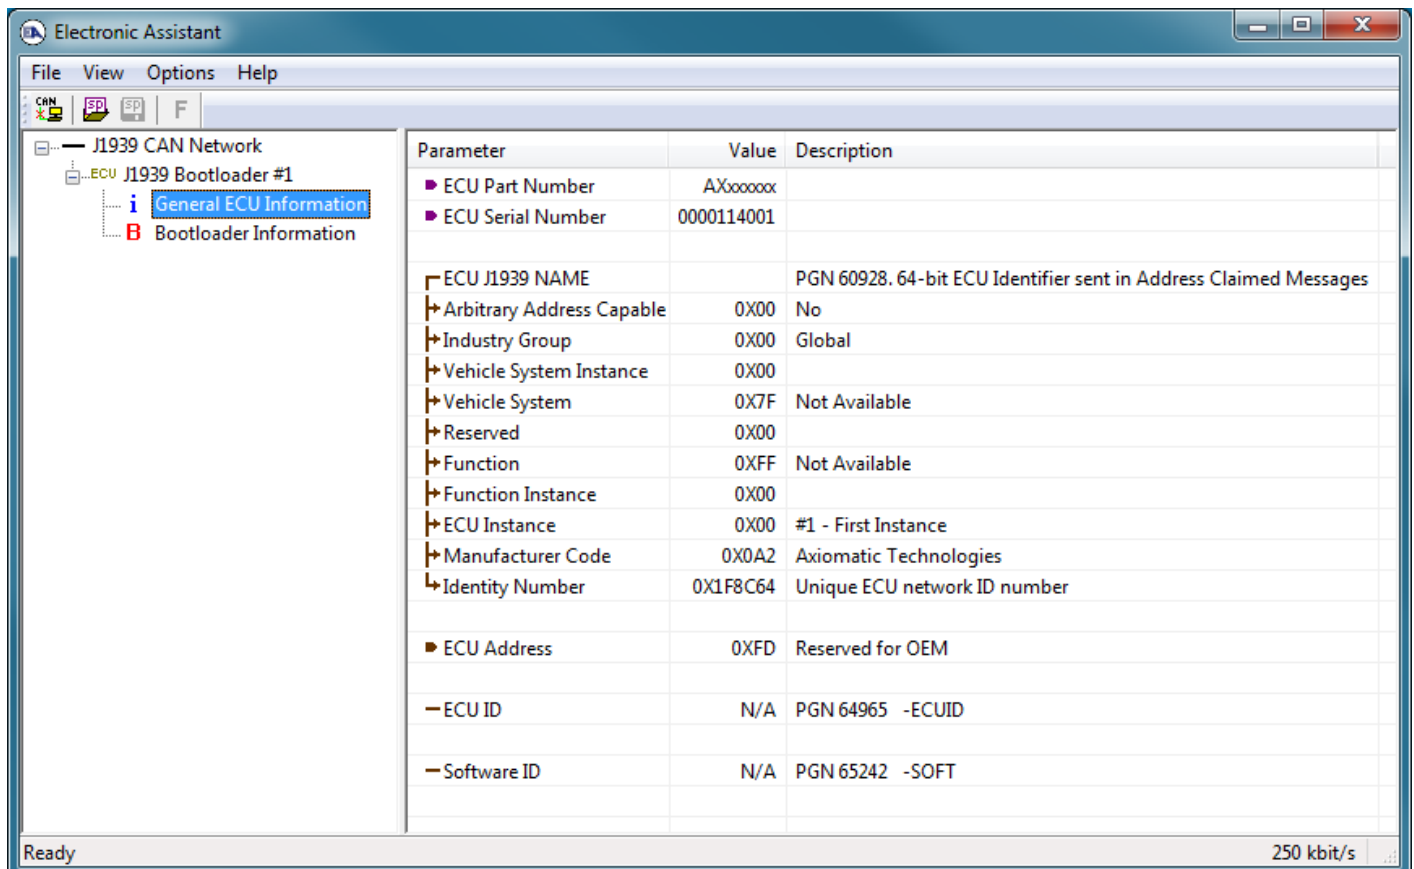 EA Electronic Assistant
File View Options Help
CAN SP SP F
J1939 CAN Network
ECU J1939 Bootloader #1
i General ECU Information
B Bootloader Information
Parameter Value Description
ECU Part Number AXxxxxxx
ECU Serial Number 0000114001
ECU J1939 NAME PGN 60928. 64-bit ECU Identifier sent in Address Claimed Messages
Arbitrary Address Capable 0X00 No
Industry Group 0X00 Global
Vehicle System Instance 0X00
Vehicle System 0X7F Not Available
Reserved 0X00
Function 0XFF Not Available
Function Instance 0X00
ECU Instance 0X00 #1 - First Instance
Manufacturer Code 0X0A2 Axiomatic Technologies
Identity Number 0X1F8C64 Unique ECU network ID number
ECU Address 0XFD Reserved for OEM
ECU ID N/A PGN 64965 -ECUID
Software ID N/A PGN 65242 -SOFT
Ready 250 kbit/s